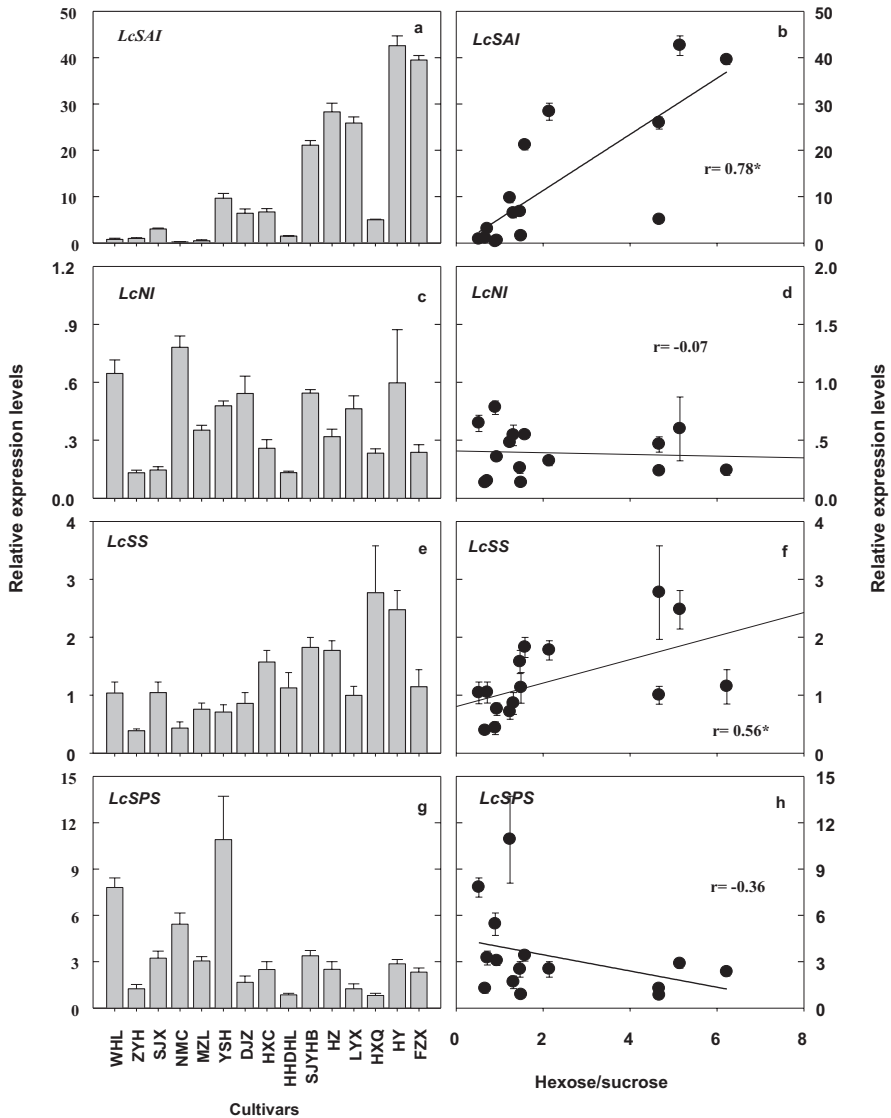 LcSAI
a
50
40
30
20
10
0
LcSAI
b
50
40
30
20
10
0
r= 0.78*
LcNI
c
1.2
.9
.6
.3
0.0
LcNI
d
2.0
1.5
1.0
.5
0.0
r= -0.07
LcSS
e
4
3
2
1
0
LcSS
f
4
3
2
1
0
r= 0.56*
LcSPS
g
15
12
9
6
3
0
LcSPS
h
15
12
9
6
3
0
r= -0.36
Relative expression levels
Relative expression levels
WHL
ZYH
SJX
NMC
MZL
YSH
DJZ
HXC
HHDHL
SJYHB
HZ
LYX
HXQ
HY
FZX
Cultivars
0 2 4 6 8
Hexose/sucrose